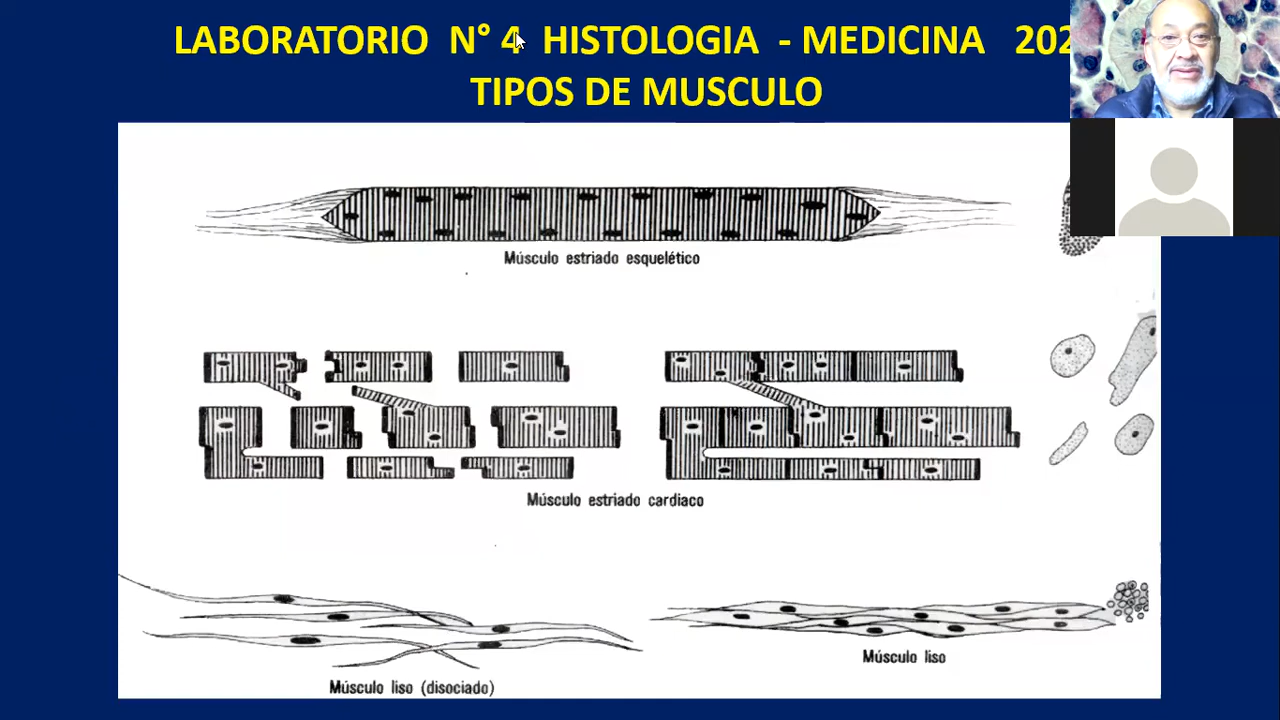 LABORATORIO N° 4 HISTOLOGIA - MEDICINA 202
TIPOS DE MUSCULO
Músculo estriado esquelético
Músculo estriado cardiaco
Músculo liso
Músculo liso (disociado)